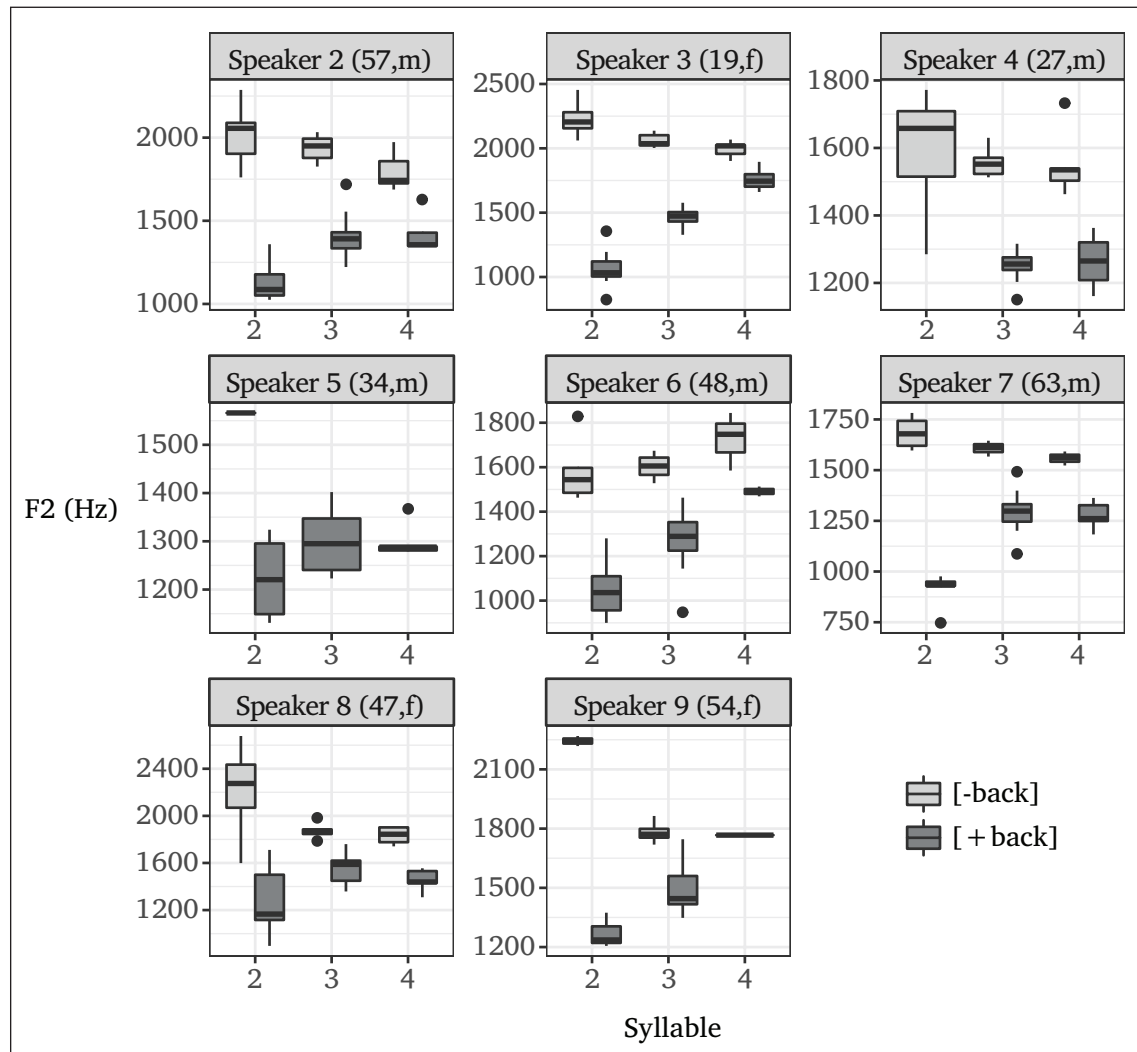 Speaker 2 (57,m)
Speaker 3 (19,f)
Speaker 4 (27,m)
2000
1500
1000
2 3 4
2500
2000
1500
1000
2 3 4
1800
1600
1400
1200
2 3 4
Speaker 5 (34,m)
Speaker 6 (48,m)
Speaker 7 (63,m)
F2 (Hz)
1500
1400
1300
1200
2 3 4
1800
1600
1400
1200
1000
2 3 4
1750
1500
1250
1000
750
2 3 4
Speaker 8 (47,f)
Speaker 9 (54,f)
2400
2000
1600
1200
2 3 4
2100
1800
1500
1200
2 3 4
[-back]
[+back]
Syllable